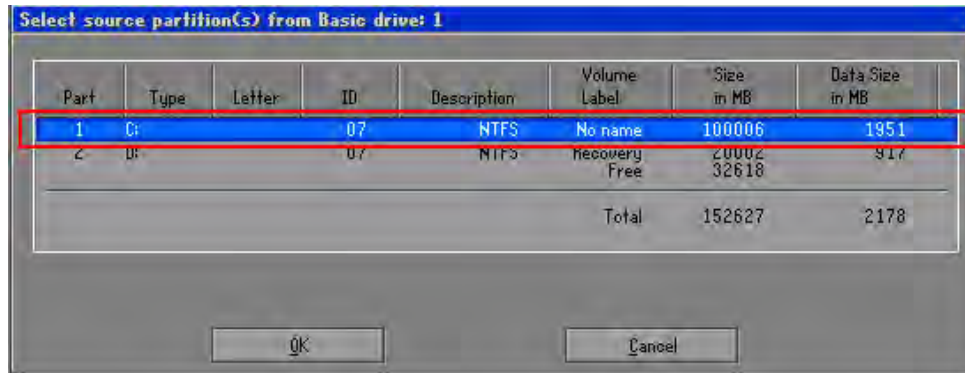 Select source partition(s) from Basic drive: 1
Part Type Letter ID Description Volume Label Size in MB Data Size in MB
1 C: 07 NTFS No name 100006 1951
2 D: 07 NTFS Recovery 20002 917
Free 32618
Total 152627 2178
OK Cancel